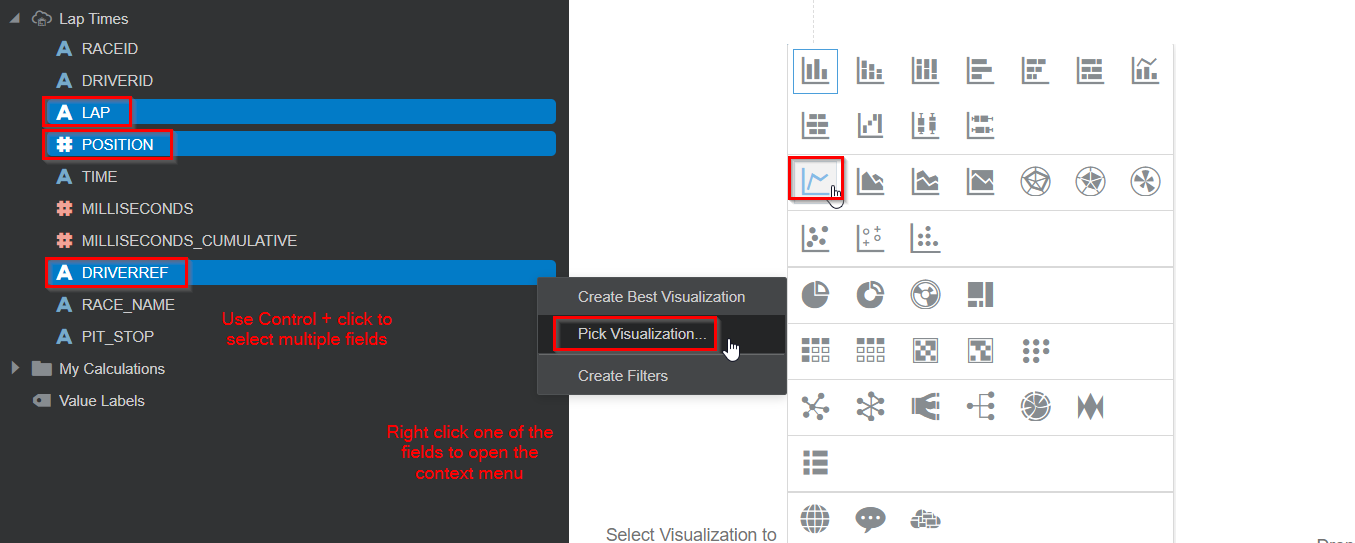 Lap Times
A RACEID
A DRIVERID
A LAP
# POSITION
A TIME
# MILLISECONDS
# MILLISECONDS_CUMULATIVE
A DRIVERREF
A RACE_NAME
A PIT_STOP
My Calculations
Value Labels
Use Control + click to
select multiple fields
Right click one of the
fields to open the
context menu
Create Best Visualization
Pick Visualization...
Create Filters
Select Visualization to